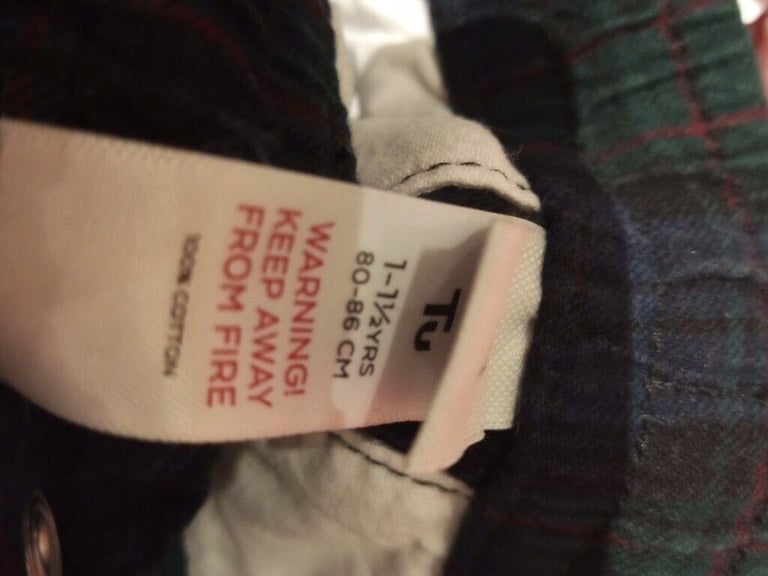 TU
1-1½YRS
80-86 CM
WARNING!
KEEP AWAY
FROM FIRE
100% COTTON